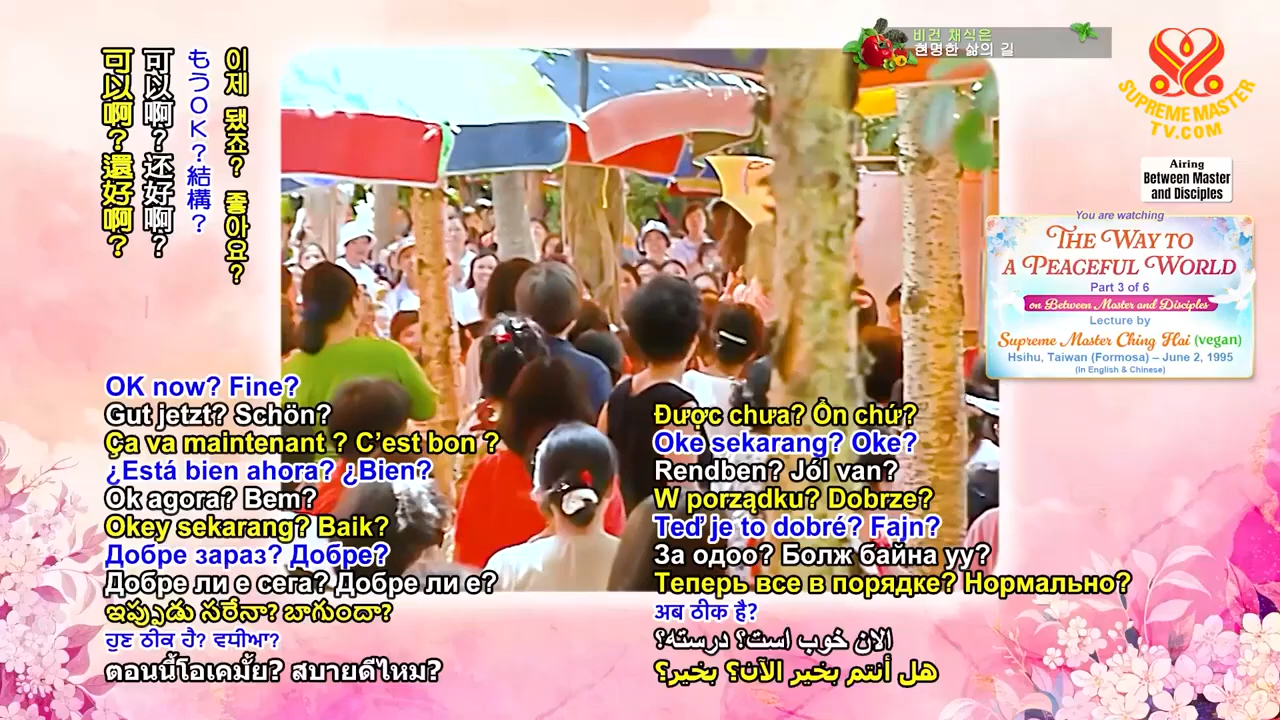 可以啊？還好啊？
可以啊？还好啊？
もうOK？結構？
이제 됐죠? 좋아요?
비건 채식은
현명한 삶의 길
SUPREME MASTER
TV.COM
Airing
Between Master
and Disciples
You are watching
THE WAY TO
A PEACEFUL WORLD
Part 3 of 6
on Between Master and Disciples
Lecture by
Supreme Master Ching Hai (vegan)
Hsihu, Taiwan (Formosa) – June 2, 1995
(In English & Chinese)
OK now? Fine?
Gut jetzt? Schön?
Ça va maintenant ? C’est bon ?
¿Está bien ahora? ¿Bien?
Ok agora? Bem?
Okey sekarang? Baik?
Добре зараз? Добре?
Добре ли е сега? Добре ли е?
ఇప్పుడు సరేనా? బాగుందా?
ਹੁਣ ਠੀਕ ਹੈ? ਵਧੀਆ?
ตอนนี้โอเคมั้ย? สบายดีไหม?
Được chưa? Ổn chứ?
Oke sekarang? Oke?
Rendben? Jól van?
W porządku? Dobrze?
Teď je to dobré? Fajn?
За одоо? Болж байна уу?
Теперь все в порядке? Нормально?
अब ठीक है?
الان خوب است؟ درسته؟
هل أنتم بخير الآن؟ بخير؟